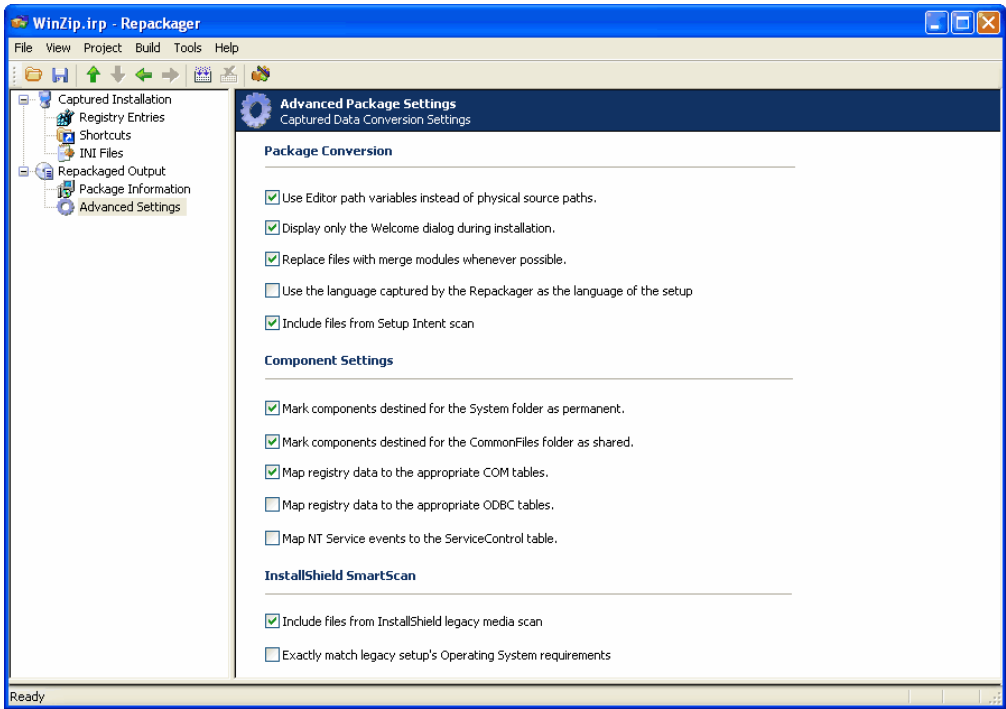 WinZip.irp - Repackager
File View Project Build Tools Help
Captured Installation
Registry Entries
Shortcuts
INI Files
Repackaged Output
Package Information
Advanced Settings
Advanced Package Settings
Captured Data Conversion Settings
Package Conversion
Use Editor path variables instead of physical source paths.
Display only the Welcome dialog during installation.
Replace files with merge modules whenever possible.
Use the language captured by the Repackager as the language of the setup
Include files from Setup Intent scan
Component Settings
Mark components destined for the System folder as permanent.
Mark components destined for the CommonFiles folder as shared.
Map registry data to the appropriate COM tables.
Map registry data to the appropriate ODBC tables.
Map NT Service events to the ServiceControl table.
InstallShield SmartScan
Include files from InstallShield legacy media scan
Exactly match legacy setup's Operating System requirements
Ready